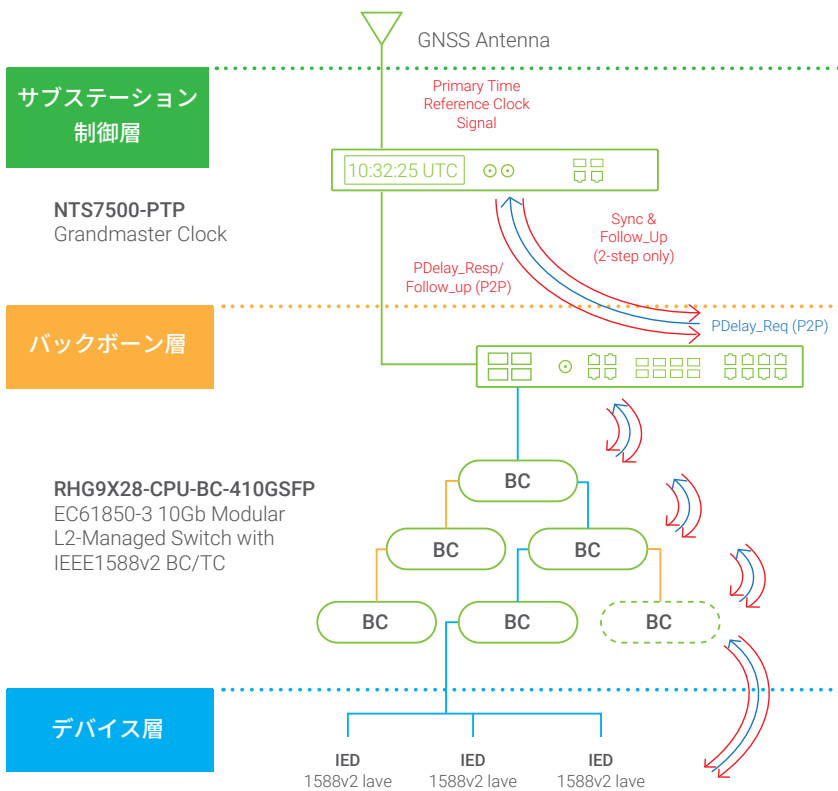 GNSS Antenna
サブステーション
制御層
Primary Time
Reference Clock
Signal
10:32:25 UTC
NTS7500-PTP
Grandmaster Clock
Sync &
Follow_Up
(2-step only)
PDelay_Resp/
Follow_up (P2P)
PDelay_Req (P2P)
バックボーン層
RHG9X28-CPU-BC-410GSFP
EC61850-3 10Gb Modular
L2-Managed Switch with
IEEE1588v2 BC/TC
BC
BC
BC
BC
BC
BC
デバイス層
IED
1588v2 lave
IED
1588v2 lave
IED
1588v2 lave